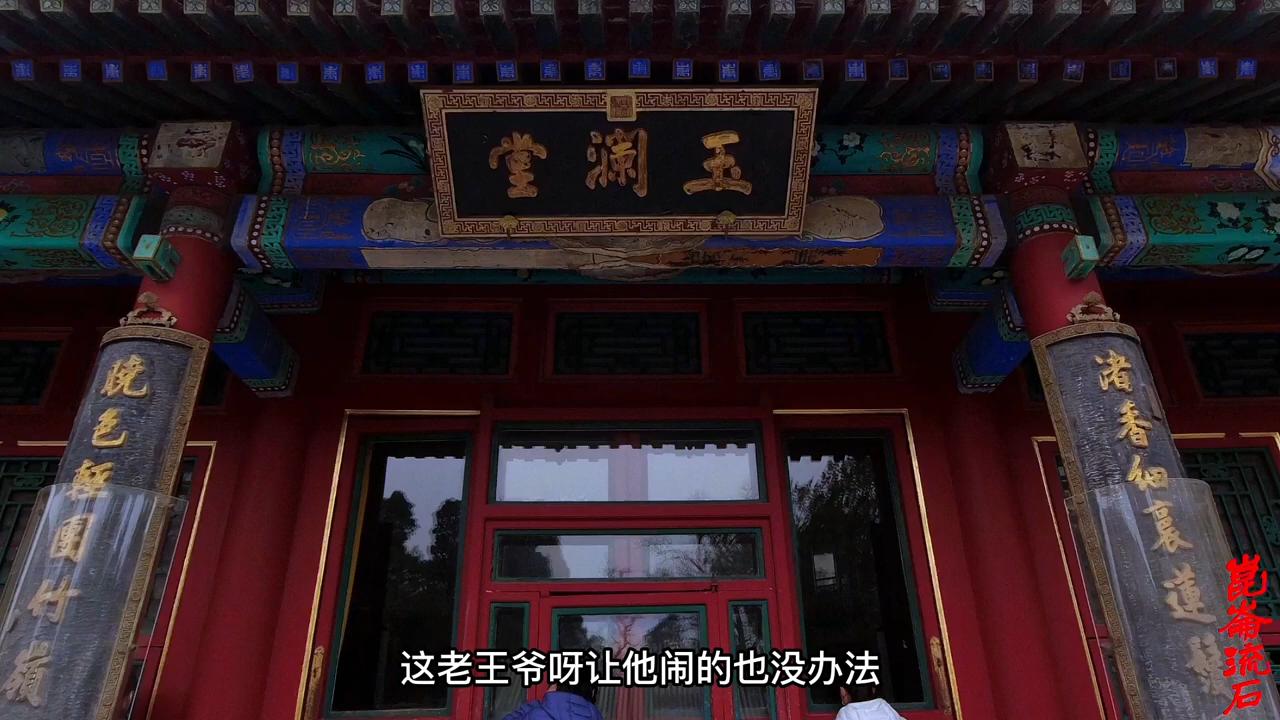 玉澜堂
渚香細裛蓮
曉色輕團竹嶺
这老王爷呀让他闹的也没办法
崑崙流石